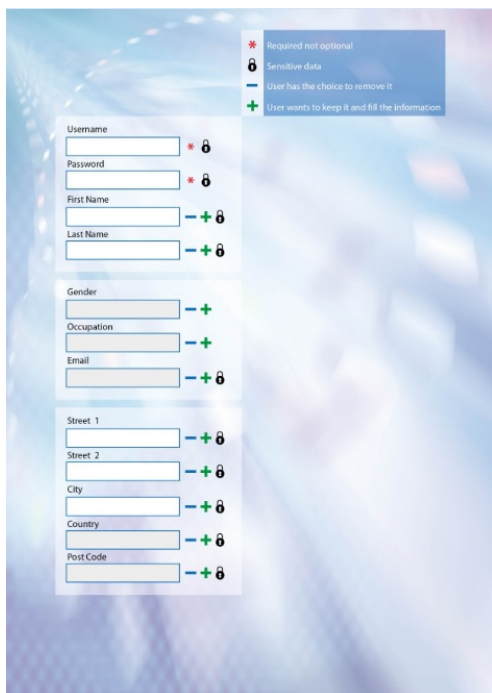 * Required not optional
Sensitive data
User has the choice to remove it
User wants to keep it and fill the information
Username
*
Password
*
First Name
Last Name
Gender
Occupation
Email
Street 1
Street 2
City
Country
Post Code